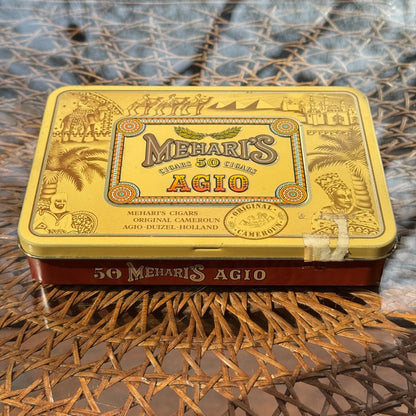 MEHARI'S
CIGARS 50 CIGARS
AGIO
MEHARI'S CIGARS
ORIGINAL CAMEROUN
AGIO-DUIZEL-HOLLAND
ORIGINAL
CAMEROUN
50 MEHARI'S AGIO